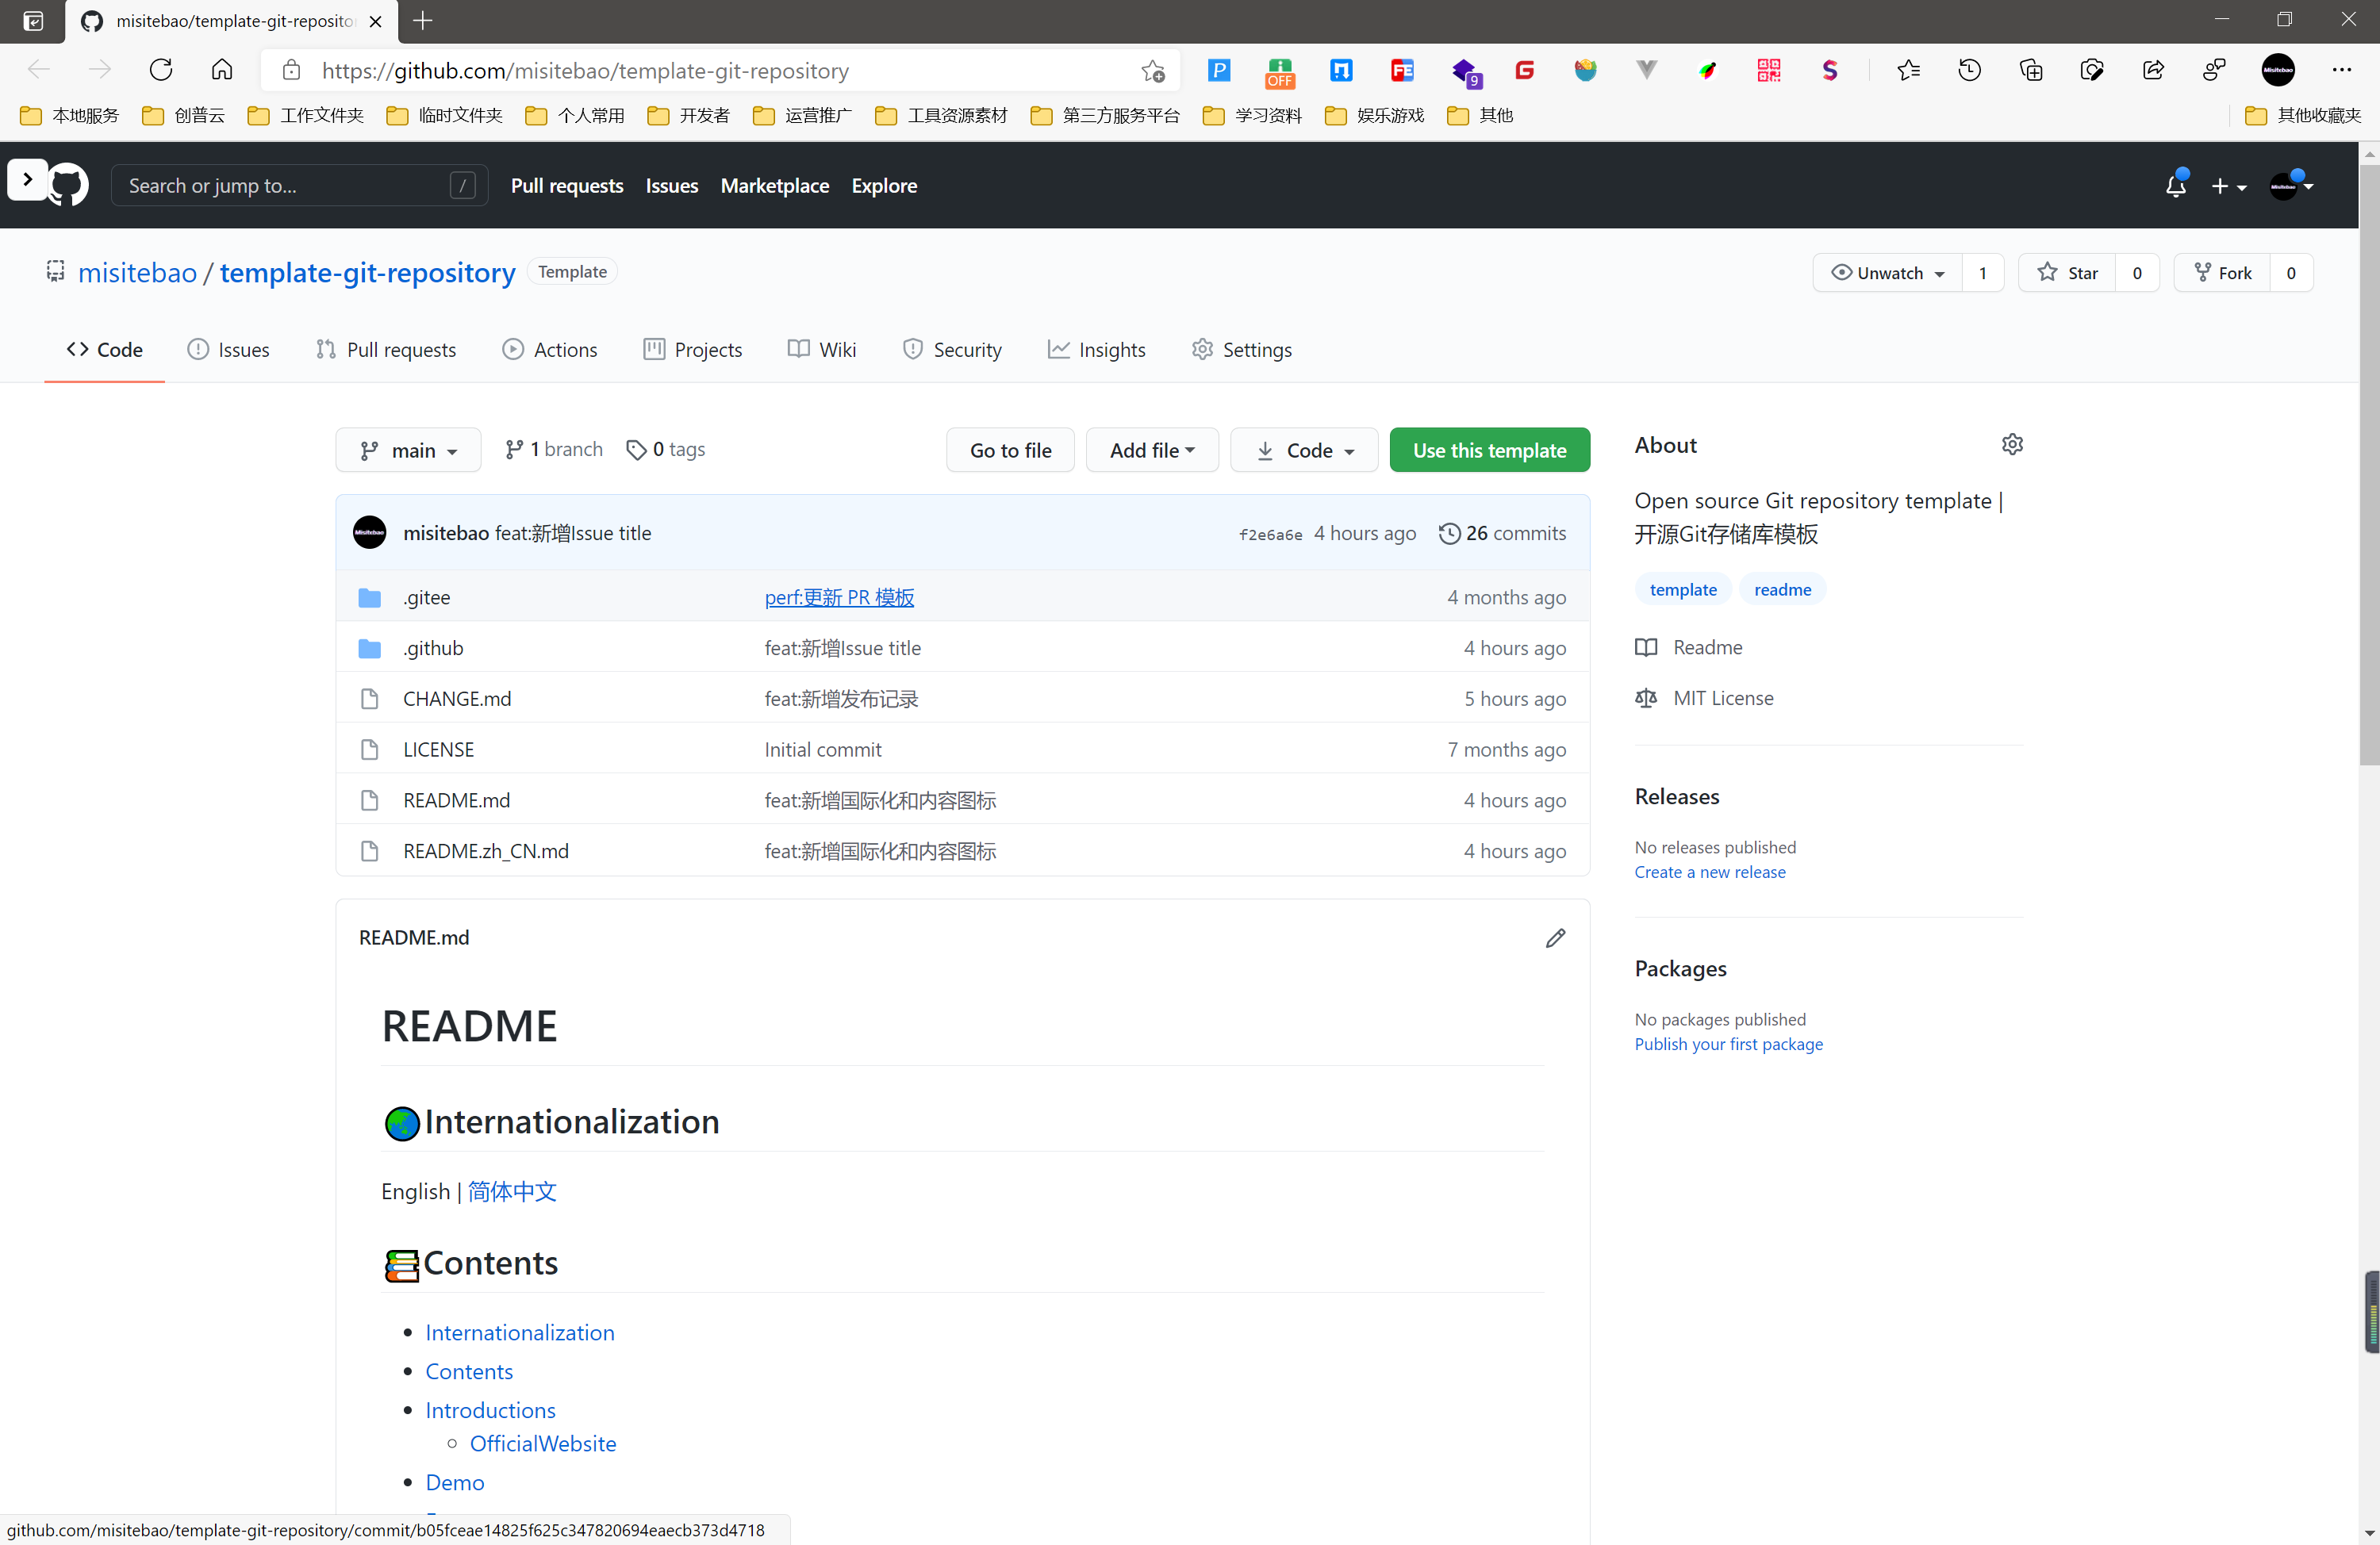 misitebao/template-git-reposito
https://github.com/misitebao/template-git-repository
OFF
9
本地服务 创普云 工作文件夹 临时文件夹 个人常用 开发者 运营推广 工具资源素材 第三方服务平台 学习资料 娱乐游戏 其他 其他收藏夹
Search or jump to... / Pull requests Issues Marketplace Explore
misitebao / template-git-repository Template Unwatch 1 Star 0 Fork 0
Code Issues Pull requests Actions Projects Wiki Security Insights Settings
main 1 branch 0 tags Go to file Add file Code Use this template
misitebao feat:新增Issue title f2e6a6e 4 hours ago 26 commits
.gitee perf:更新 PR 模板 4 months ago
.github feat:新增Issue title 4 hours ago
CHANGE.md feat:新增发布记录 5 hours ago
LICENSE Initial commit 7 months ago
README.md feat:新增国际化和内容图标 4 hours ago
README.zh_CN.md feat:新增国际化和内容图标 4 hours ago
README.md
README
Internationalization
English | 简体中文
Contents
Internationalization
Contents
Introductions
OfficialWebsite
Demo
About
Open source Git repository template |
开源Git存储库模板
template readme
Readme
MIT License
Releases
No releases published
Create a new release
Packages
No packages published
Publish your first package
github.com/misitebao/template-git-repository/commit/b05fceae14825f625c347820694eaecb373d4718